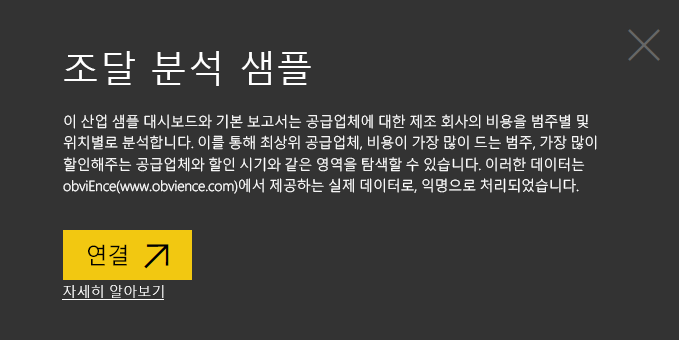 조달 분석 샘플
이 산업 샘플 대시보드와 기본 보고서는 공급업체에 대한 제조 회사의 비용을 범주별 및
위치별로 분석합니다. 이를 통해 최상위 공급업체, 비용이 가장 많이 드는 범주, 가장 많이
할인해주는 공급업체와 할인 시기와 같은 영역을 탐색할 수 있습니다. 이러한 데이터는
obviEnce(www.obvience.com)에서 제공하는 실제 데이터로, 익명으로 처리되었습니다.
연결
자세히 알아보기